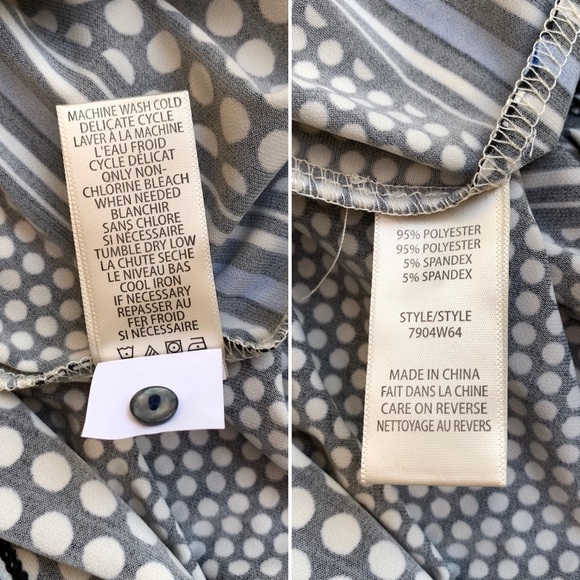 MACHINE WASH COLD
DELICATE CYCLE
LAVER À LA MACHINE
L'EAU FROID
CYCLE DÉLICAT
ONLY NON-
CHLORINE BLEACH
WHEN NEEDED
BLANCHIR
SANS CHLORE
SI NÉCESSAIRE
TUMBLE DRY LOW
LA CHUTE SECHE
LE NIVEAU BAS
COOL IRON
IF NECESSARY
REPASSER AU
FER FROID
SI NÉCESSAIRE
95% POLYESTER
95% POLYESTER
5% SPANDEX
5% SPANDEX
STYLE/STYLE
7904W64
MADE IN CHINA
FAIT DANS LA CHINE
CARE ON REVERSE
NETTOYAGE AU REVERS